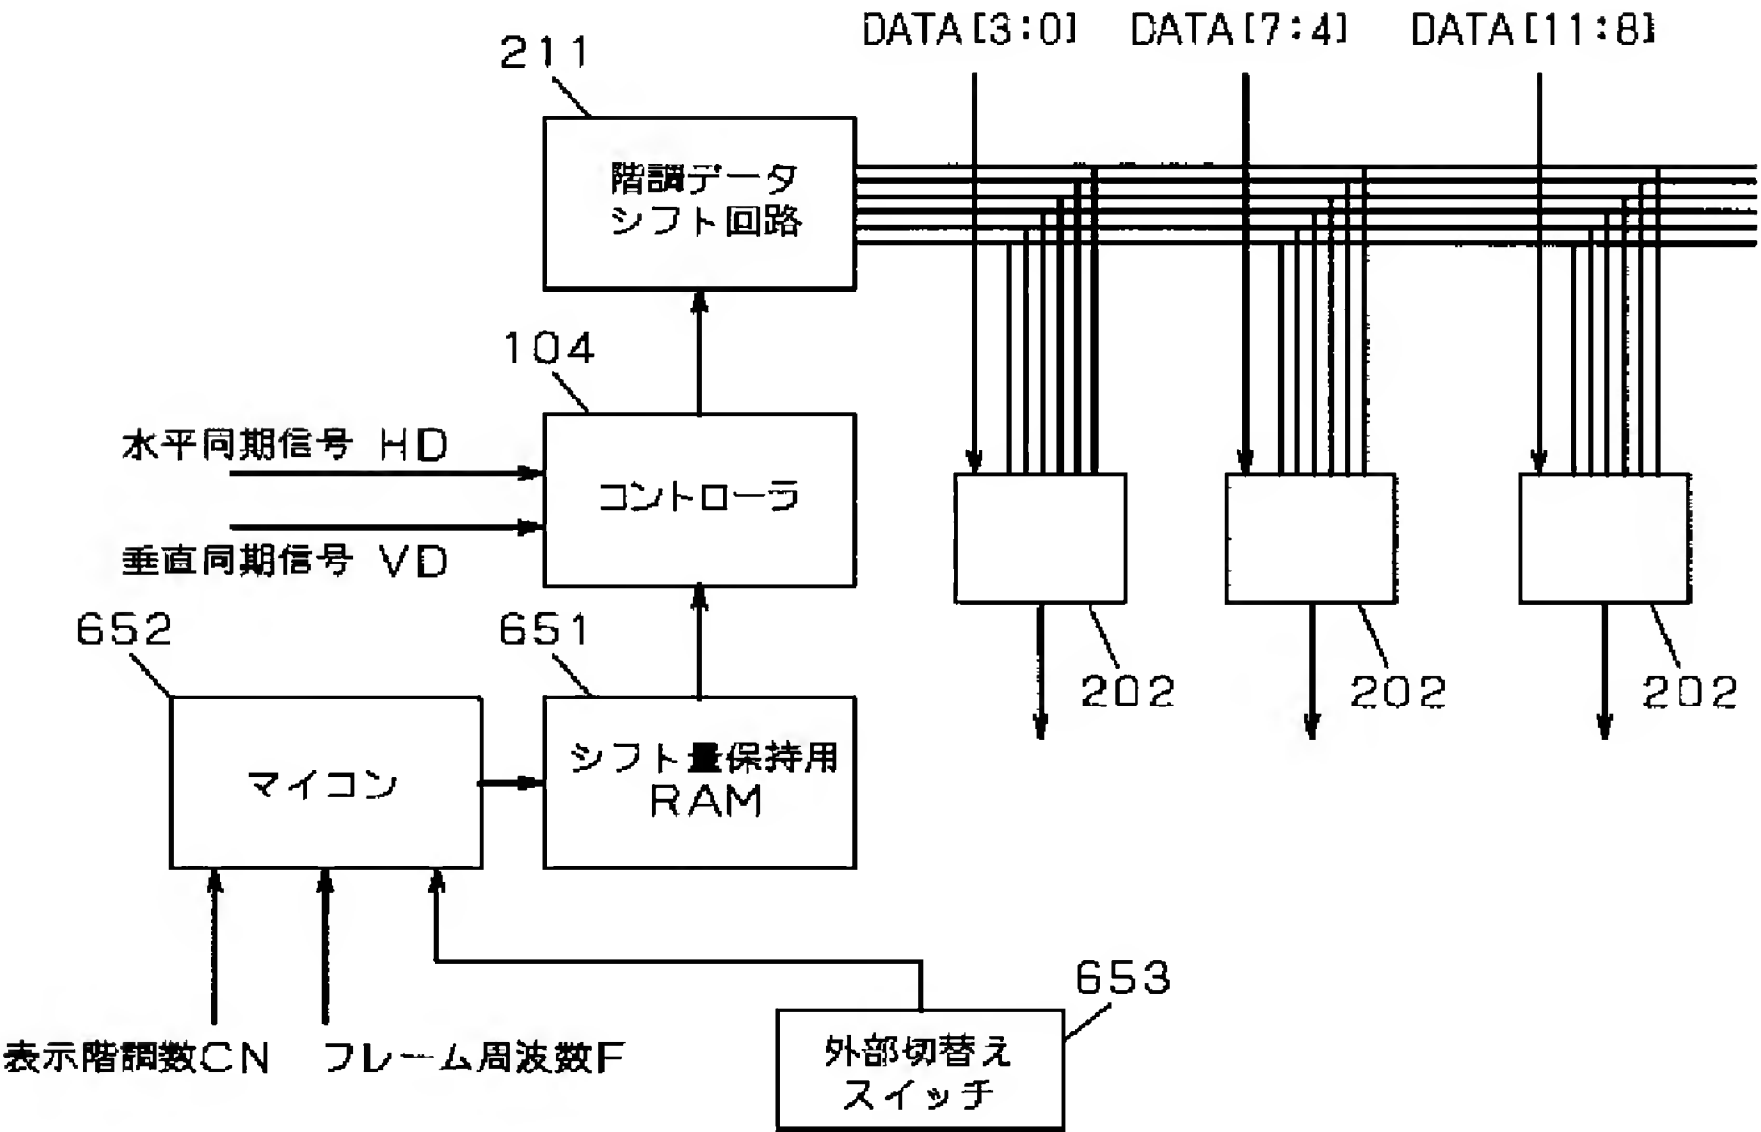 DATA[3:0] DATA[7:4] DATA[11:8]
211
階調データ
シフト回路
104
水平同期信号 HD
コントローラ
垂直同期信号 VD
652
651
202
202
202
マイコン
シフト量保持用
RAM
653
表示階調数CN フレーム周波数F
外部切替え
スイッチ